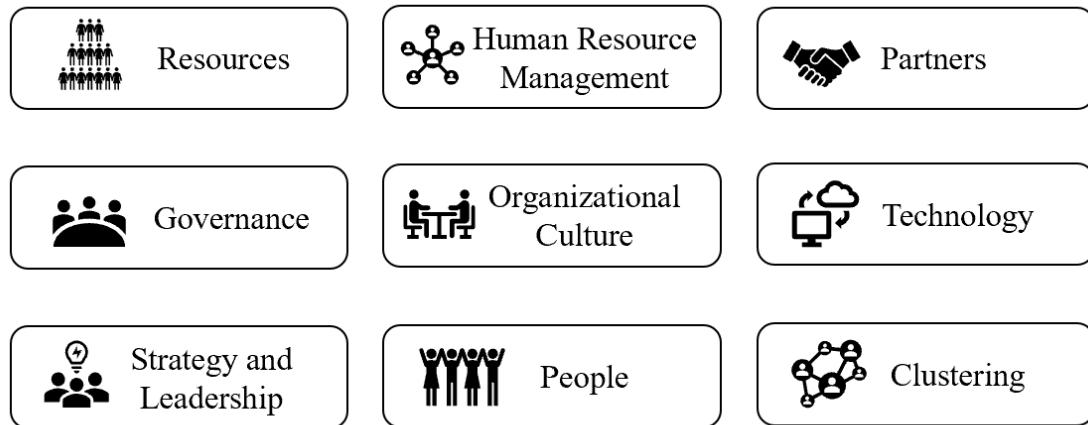 Resources
Human Resource
Management
Partners
Governance
Organizational
Culture
Technology
Strategy and
Leadership
People
Clustering